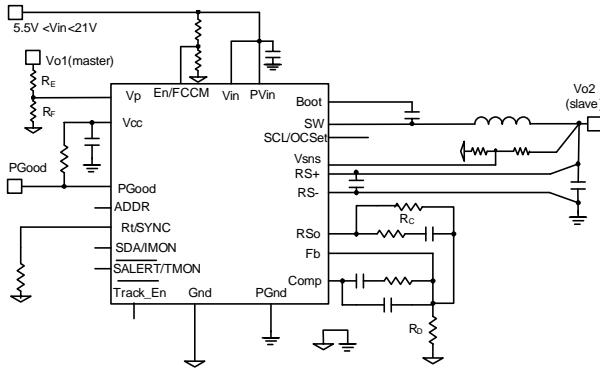 5.5V <Vin<21V
Vo1(master)
RE
RF
Vp
En/FCCM
Vin
PVin
Boot
SW
SCL/OCSet
Vo2
(slave)
Vcc
Vsns
RS+
RS-
PGood
PGood
ADDR
Rt/SYNC
RSo
RC
SDA/IMON
Fb
SALERT/TMON
Comp
Track_En
Gnd
PGnd
RD